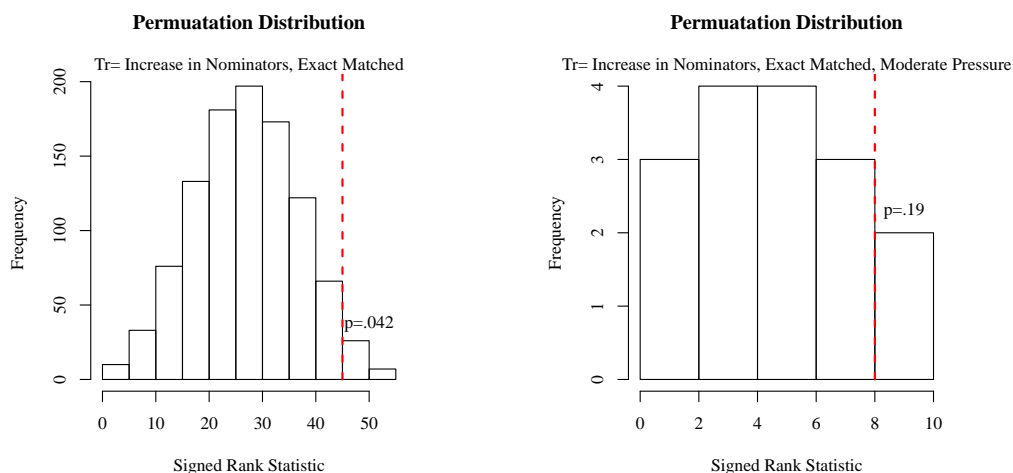 Permuatation Distribution
Tr= Increase in Nominators, Exact Matched
Frequency
200
150
100
50
0
p=.042
0 10 20 30 40 50
Signed Rank Statistic
Permuatation Distribution
Tr= Increase in Nominators, Exact Matched, Moderate Pressure
Frequency
4
3
2
1
0
p=.19
0 2 4 6 8 10
Signed Rank Statistic